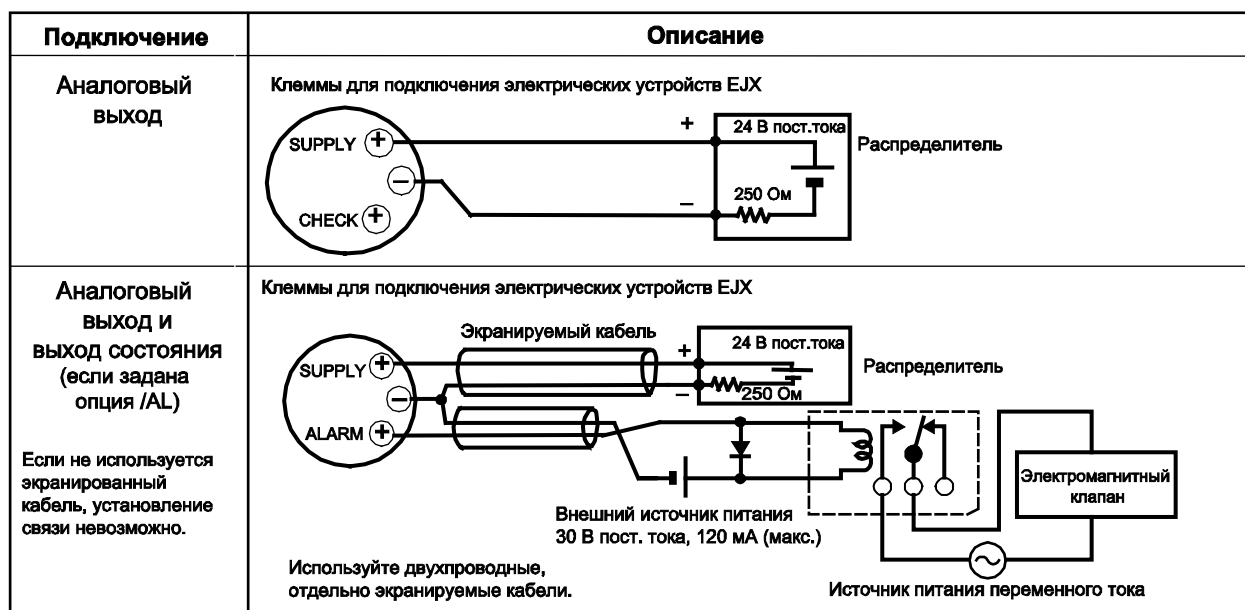 Подключение
Описание
Аналоговый
выход
Клеммы для подключения электрических устройств EJX
SUPPLY +
–
CHECK +
+
–
24 В пост.тока
250 Ом
Распределитель
Аналоговый
выход и
выход состояния
(если задана
опция /AL)
Если не используется
экранированный
кабель, установление
связи невозможно.
Клеммы для подключения электрических устройств EJX
Экранируемый кабель
SUPPLY +
–
ALARM +
+
–
24 В пост.тока
250 Ом
Распределитель
Электромагнитный
клапан
Внешний источник питания
30 В пост. тока, 120 мА (макс.)
Используйте двухпроводные,
отдельно экранируемые кабели.
Источник питания переменного тока